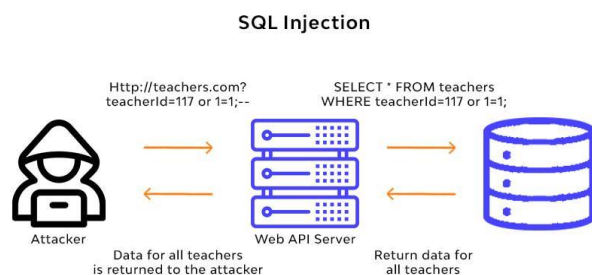 SQL Injection
Http://teachers.com?
teacherId=117 or 1=1;--
SELECT * FROM teachers
WHERE teacherId=117 or 1=1;
Attacker
Web API Server
Data for all teachers
is returned to the attacker
Return data for
all teachers